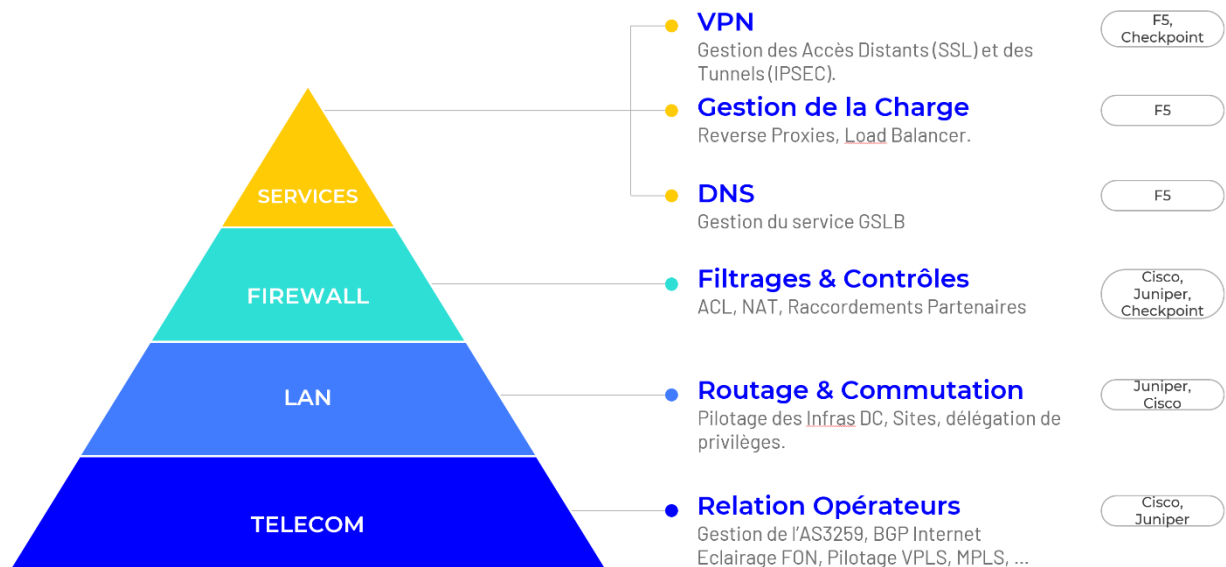 VPN
Gestion des Accès Distants (SSL) et des
Tunnels (IPSEC).
F5,
Checkpoint
Gestion de la Charge
Reverse Proxies, Load Balancer.
F5
SERVICES
DNS
Gestion du service GSLB
F5
FIREWALL
Filtrages & Contrôles
ACL, NAT, Raccordements Partenaires
Cisco,
Juniper,
Checkpoint
LAN
Routage & Commutation
Pilotage des Infras DC, Sites, délégation de
privilèges.
Juniper,
Cisco
TELECOM
Relation Opérateurs
Gestion de l'AS3259, BGP Internet
Eclairage FON, Pilotage VPLS, MPLS, ...
Cisco,
Juniper